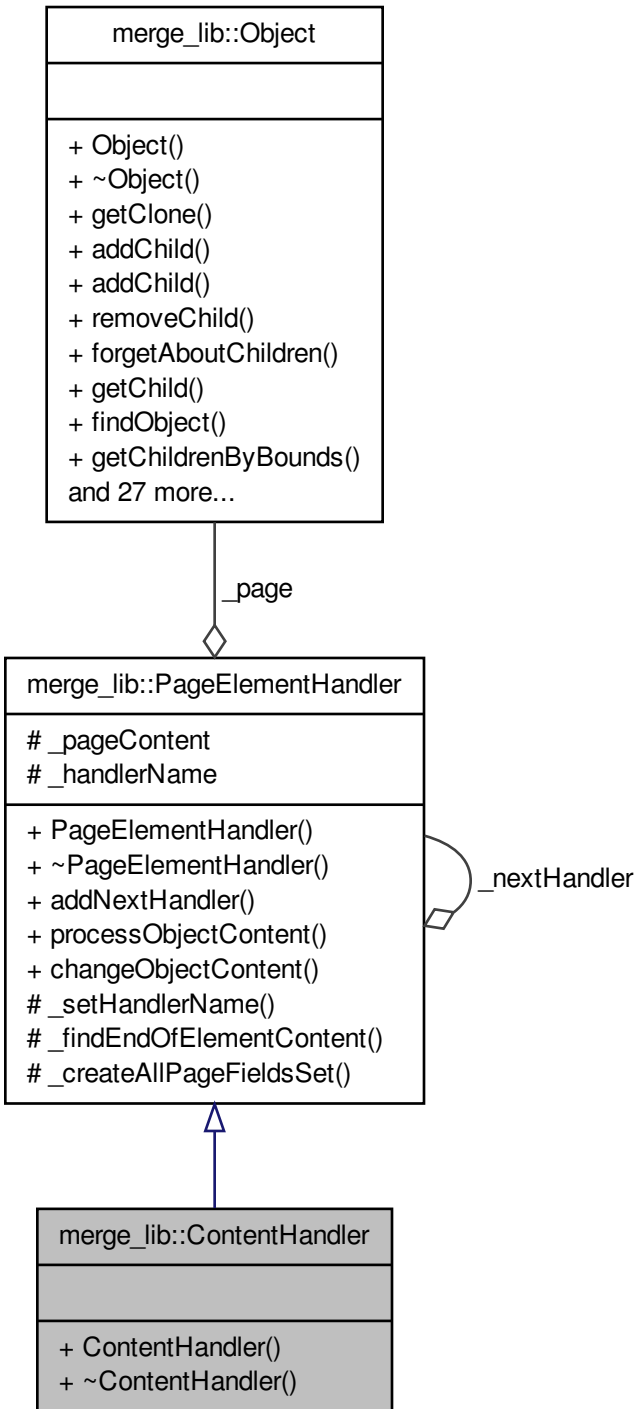 merge_lib::Object
+ Object()
+ ~Object()
+ getClone()
+ addChild()
+ addChild()
+ removeChild()
+ forgetAboutChildren()
+ getChild()
+ findObject()
+ getChildrenByBounds()
and 27 more...
_page
merge_lib::PageElementHandler
# _pageContent
# _handlerName
+ PageElementHandler()
+ ~PageElementHandler()
+ addNextHandler()
+ processObjectContent()
+ changeObjectContent()
# _setHandlerName()
# _findEndOfElementContent()
# _createAllPageFieldsSet()
_nextHandler
merge_lib::ContentHandler
+ ContentHandler()
+ ~ContentHandler()